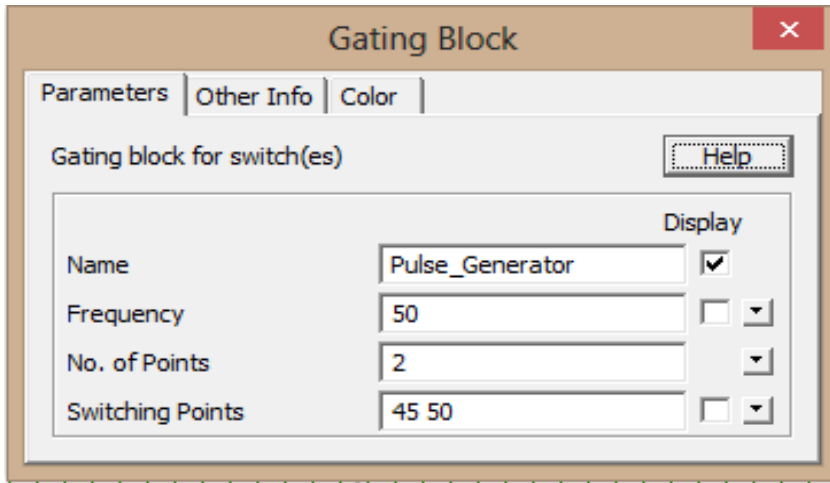 Gating Block
Parameters Other Info Color
Gating block for switch(es) Help
Display
Name Pulse_Generator
Frequency 50
No. of Points 2
Switching Points 45 50